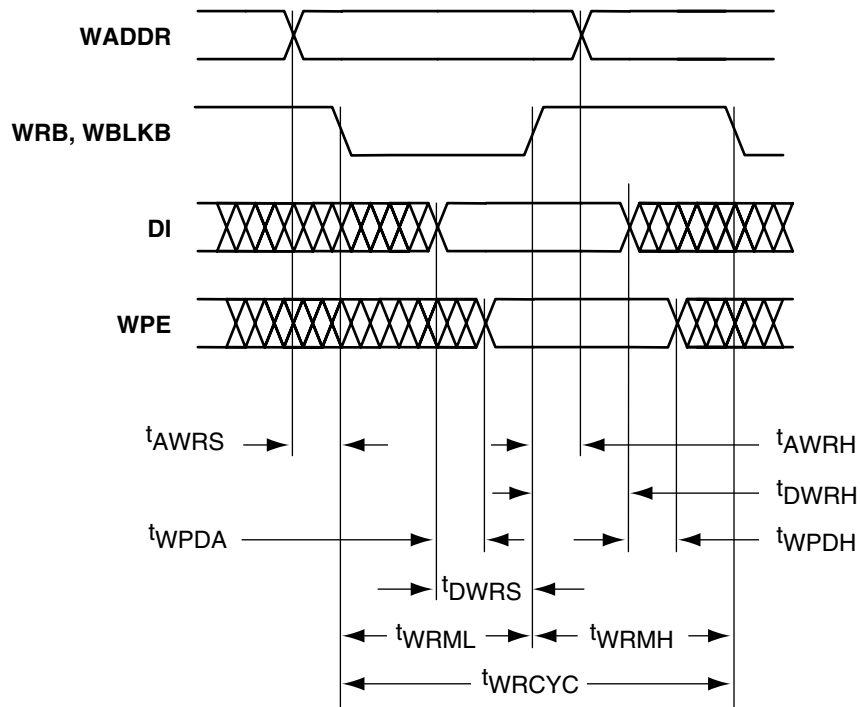 WADDR
WRB, WBLKB
DI
WPE
tAWRS
tAWRH
tDWRH
tWPDA
tWPDH
tDWRS
tWRML
tWRMH
tWRCYC